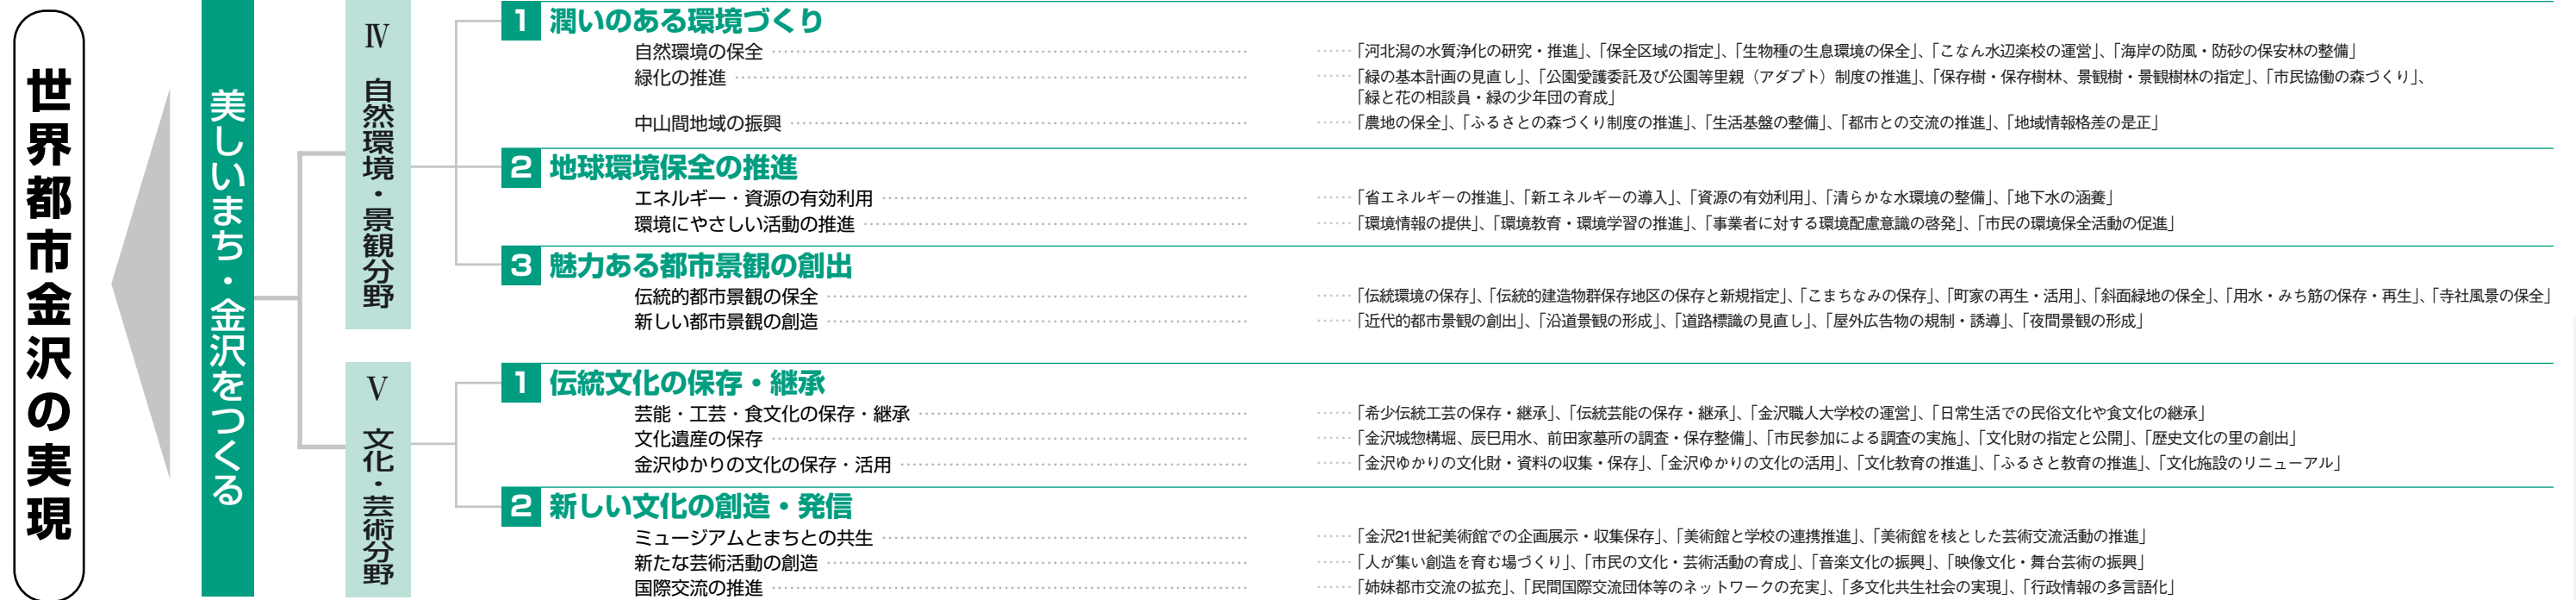 世界都市金沢の実現
美しいまち・金沢をつくる
Ⅳ 自然環境・景観分野
1 潤いのある環境づくり
自然環境の保全 …… 「河北潟の水質浄化の研究・推進」、「保全区域の指定」、「生物種の生息環境の保全」、「こなん水辺楽校の運営」、「海岸の防風・防砂の保安林の整備」
緑化の推進 …… 「緑の基本計画の見直し」、「公園愛護委託及び公園等里親（アダプト）制度の推進」、「保存樹・保存樹林、景観樹・景観樹林の指定」、「市民協働の森づくり」、
「緑と花の相談員・緑の少年団の育成」
中山間地域の振興 …… 「農地の保全」、「ふるさとの森づくり制度の推進」、「生活基盤の整備」、「都市との交流の推進」、「地域情報格差の是正」
2 地球環境保全の推進
エネルギー・資源の有効利用 …… 「省エネルギーの推進」、「新エネルギーの導入」、「資源の有効利用」、「清らかな水環境の整備」、「地下水の涵養」
環境にやさしい活動の推進 …… 「環境情報の提供」、「環境教育・環境学習の推進」、「事業者に対する環境配慮意識の啓発」、「市民の環境保全活動の促進」
3 魅力ある都市景観の創出
伝統的都市景観の保全 …… 「伝統環境の保存」、「伝統的建造物群保存地区の保存と新規指定」、「こまちなみの保存」、「町家の再生・活用」、「斜面緑地の保全」、「用水・みち筋の保存・再生」、「寺社風景の保全」
新しい都市景観の創造 …… 「近代的都市景観の創出」、「沿道景観の形成」、「道路標識の見直し」、「屋外広告物の規制・誘導」、「夜間景観の形成」
Ⅴ 文化・芸術分野
1 伝統文化の保存・継承
芸能・工芸・食文化の保存・継承 …… 「希少伝統工芸の保存・継承」、「伝統芸能の保存・継承」、「金沢職人大学校の運営」、「日常生活での民俗文化や食文化の継承」
文化遺産の保存 …… 「金沢城惣構堀、辰巳用水、前田家墓所の調査・保存整備」、「市民参加による調査の実施」、「文化財の指定と公開」、「歴史文化の里の創出」
金沢ゆかりの文化の保存・活用 …… 「金沢ゆかりの文化財・資料の収集・保存」、「金沢ゆかりの文化の活用」、「文化教育の推進」、「ふるさと教育の推進」、「文化施設のリニューアル」
2 新しい文化の創造・発信
ミュージアムとまちとの共生 …… 「金沢21世紀美術館での企画展示・収集保存」、「美術館と学校の連携推進」、「美術館を核とした芸術交流活動の推進」
新たな芸術活動の創造 …… 「人が集い創造を育む場づくり」、「市民の文化・芸術活動の育成」、「音楽文化の振興」、「映像文化・舞台芸術の振興」
国際交流の推進 …… 「姉妹都市交流の拡充」、「民間国際交流団体等のネットワークの充実」、「多文化共生社会の実現」、「行政情報の多言語化」